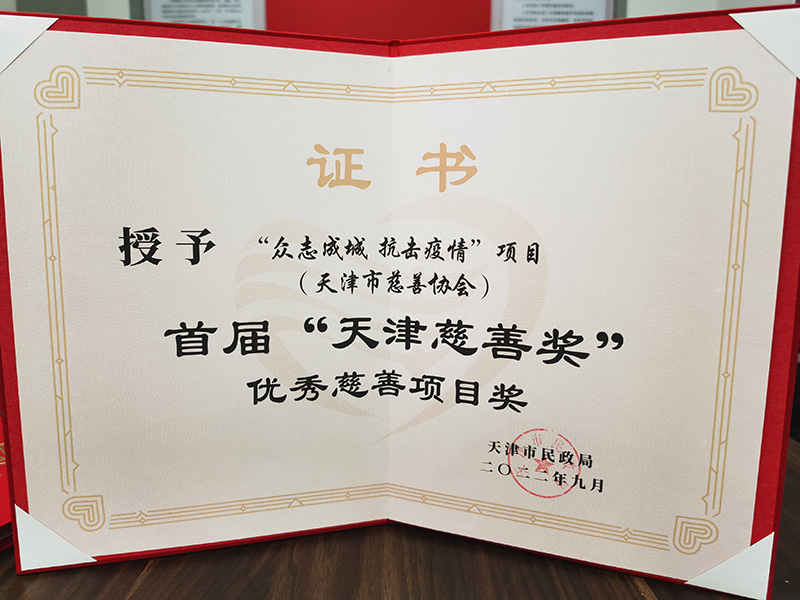 证书
授予 “众志成城 抗击疫情”项目
（天津市慈善协会）
首届“天津慈善奖”
优秀慈善项目奖
天津市民政局
二〇二二年九月